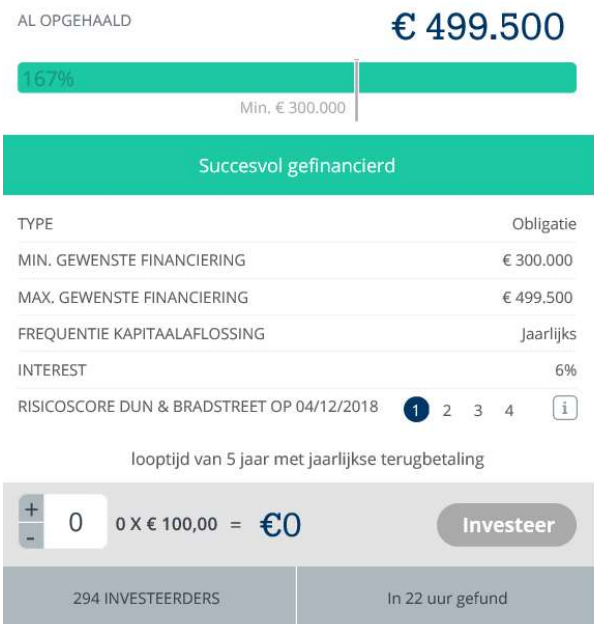 AL OPGEHAALD € 499.500
167%
Min. € 300.000
Succesvol gefinancierd
TYPE Obligatie
MIN. GEWENSTE FINANCIERING € 300.000
MAX. GEWENSTE FINANCIERING € 499.500
FREQUENTIE KAPITAALAFLOSSING Jaarlijks
INTEREST 6%
RISICOSCORE DUN & BRADSTREET OP 04/12/2018 1 2 3 4 i
looptijd van 5 jaar met jaarlijkse terugbetaling
+ - 0 0 X € 100,00 = €0 Investeer
294 INVESTEERDERS In 22 uur gefund